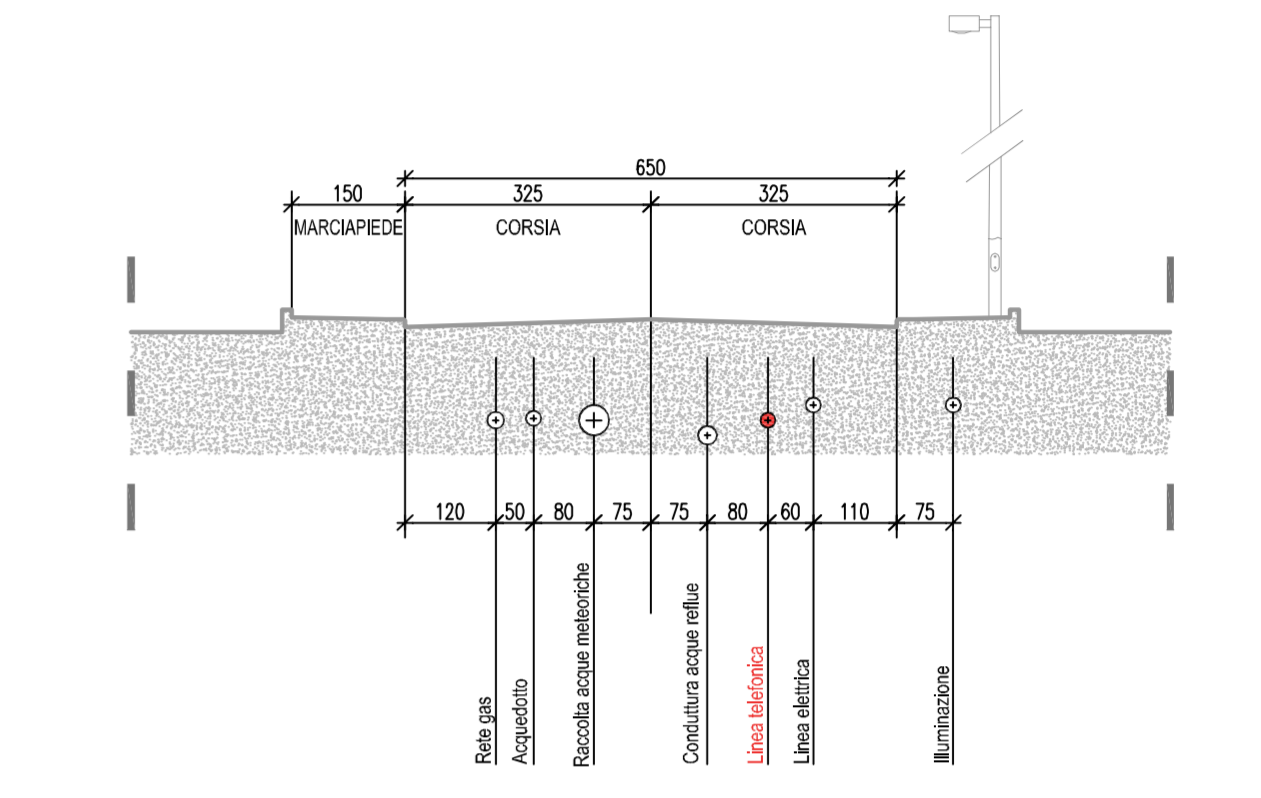 650
150
325
325
MARCIAPIEDE
CORSIA
CORSIA
120
50
80
75
75
80
60
110
75
Rete gas
Acquedotto
Raccolta acque meteoriche
Conduttura acque reflue
Linea telefonica
Linea elettrica
Illuminazione